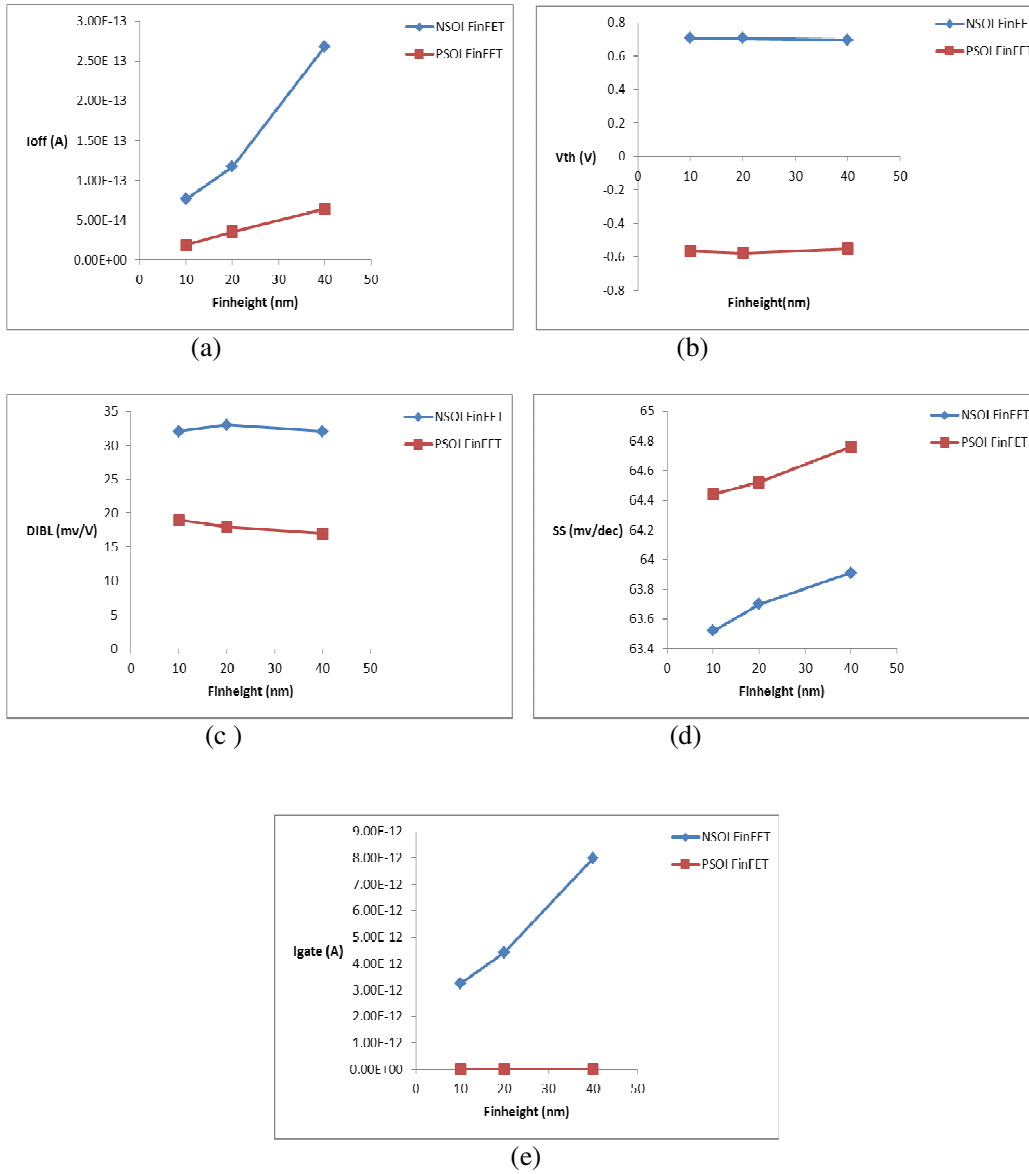 3.00E-13
2.50E 13
2.00E-13
1.50E 13
1.00E-13
5.00E-14
0.00E+00
Ioff (A)
0 10 20 30 40 50
Finheight (nm)
NSOI FinFET
PSOI FinFET
(a)
0.8
0.6
0.4
0.2
0
-0.2
-0.4
-0.6
-0.8
Vth (V)
0 10 20 30 40 50
Finheight(nm)
NSOI FinFET
PSOI FinFET
(b)
35
30
25
20
15
10
5
0
DIBL (mv/V)
0 10 20 30 40 50
Finheight (nm)
NSOI FinFET
PSOI FinFET
(c )
65
64.8
64.6
64.4
64.2
64
63.8
63.6
63.4
SS (mv/dec)
0 10 20 30 40 50
Finheight (nm)
NSOI FinFET
PSOI FinFET
(d)
9.00E-12
8.00E-12
7.00E-12
6.00E-12
5.00E-12
4.00E-12
3.00E-12
2.00E-12
1.00E-12
0.00E+00
Igate (A)
0 10 20 30 40 50
Finheight (nm)
NSOI FinFET
PSOI FinFET
(e)